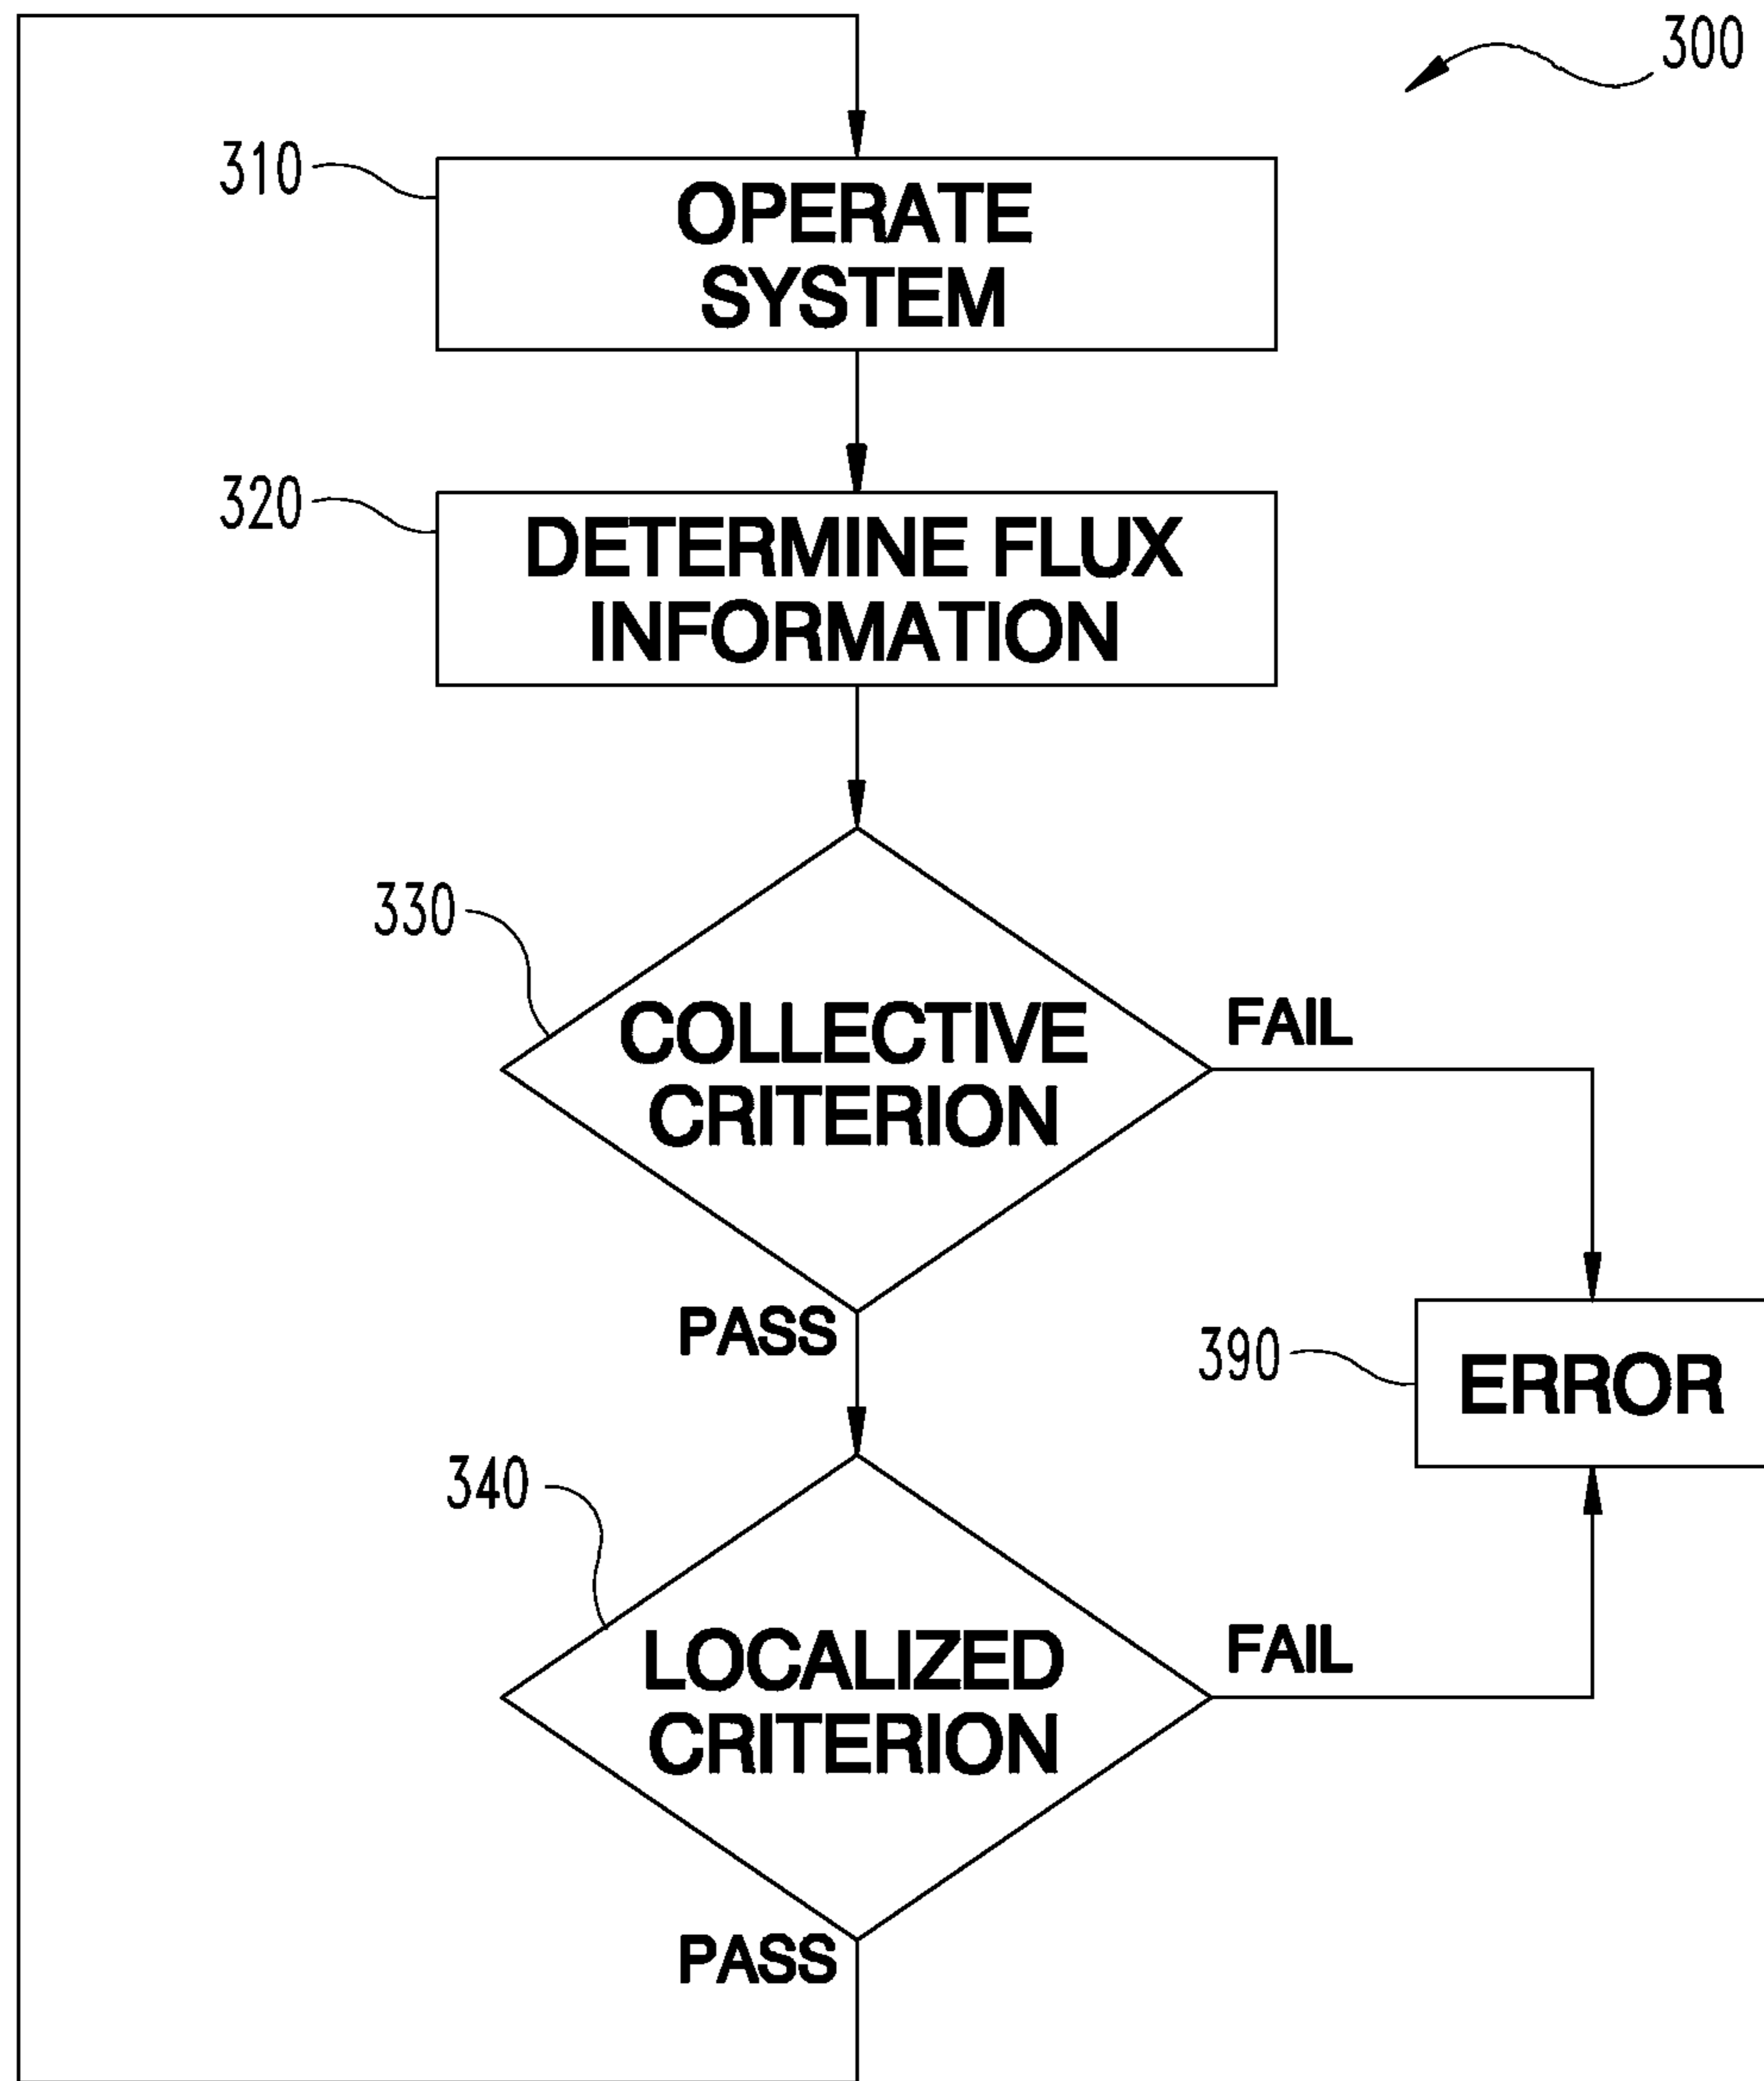 300
310
OPERATE
SYSTEM
320
DETERMINE FLUX
INFORMATION
330
COLLECTIVE
CRITERION
FAIL
PASS
390
ERROR
340
LOCALIZED
CRITERION
FAIL
PASS